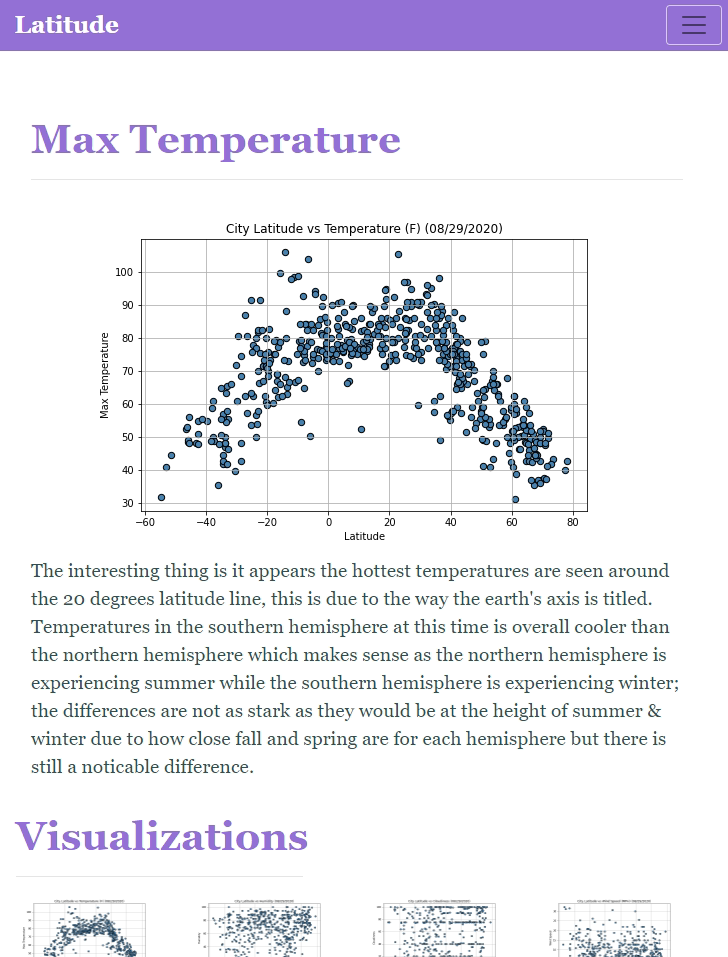 Latitude
Max Temperature
City Latitude vs Temperature (F) (08/29/2020)
100
90
80
70
60
50
40
30
Max Temperature
−60 −40 −20 0 20 40 60 80
Latitude
The interesting thing is it appears the hottest temperatures are seen around
the 20 degrees latitude line, this is due to the way the earth's axis is titled.
Temperatures in the southern hemisphere at this time is overall cooler than
the northern hemisphere which makes sense as the northern hemisphere is
experiencing summer while the southern hemisphere is experiencing winter;
the differences are not as stark as they would be at the height of summer &
winter due to how close fall and spring are for each hemisphere but there is
still a noticable difference.
Visualizations